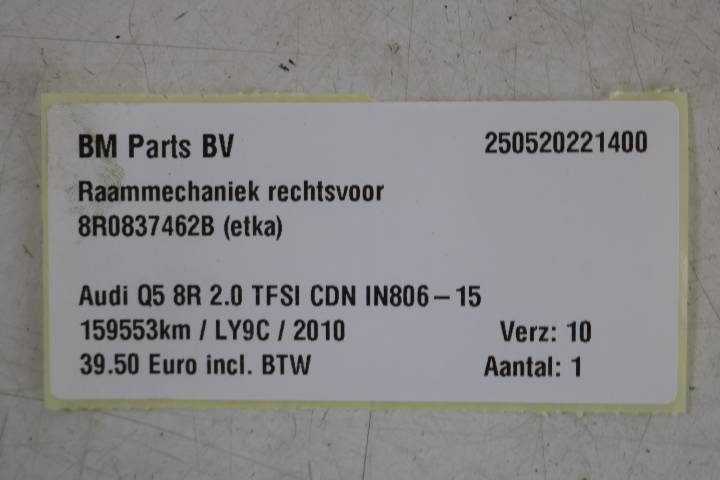 BM Parts BV 250520221400
Raammechaniek rechtsvoor
8R0837462B (etka)
Audi Q5 8R 2.0 TFSI CDN IN806-15
159553km / LY9C / 2010 Verz: 10
39.50 Euro incl. BTW Aantal: 1